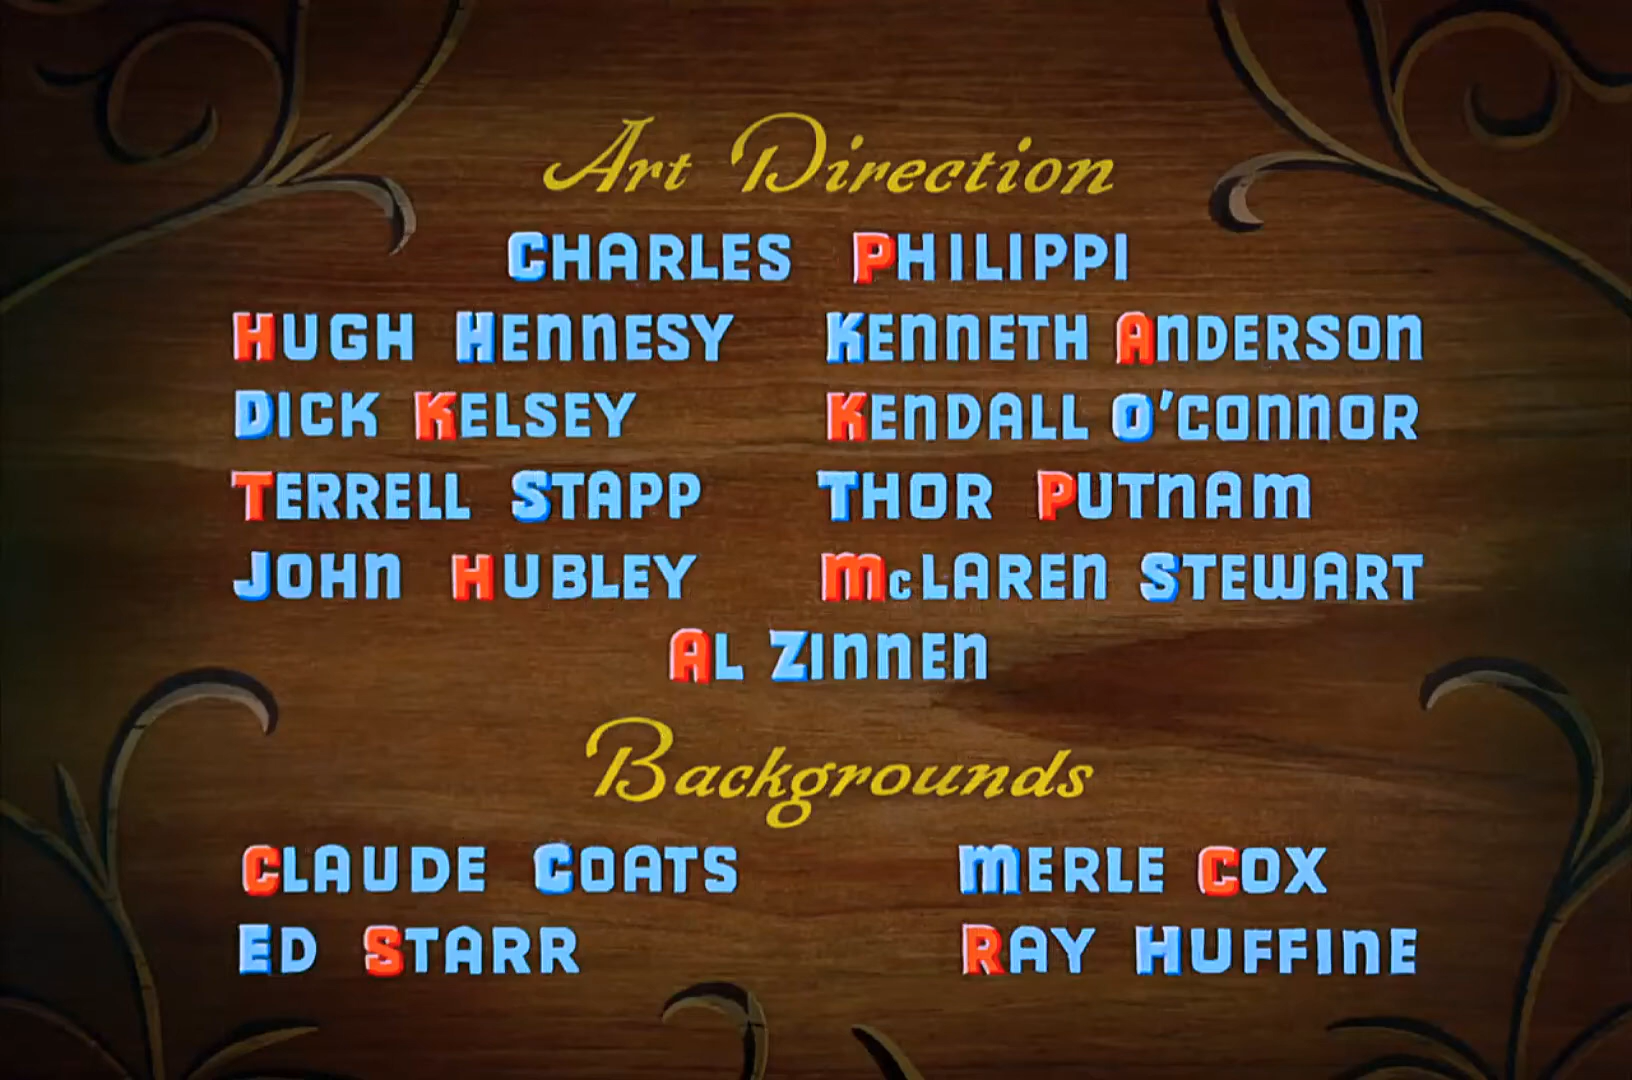 Art Direction
CHARLES PHILIPPI
HUGH HENNESY KENNETH ANDERSON
DICK KELSEY KENDALL O'CONNOR
TERRELL STAPP THOR PUTNAM
JOHN HUBLEY McLAREN STEWART
AL ZINNEN
Backgrounds
CLAUDE COATS MERLE COX
ED STARR RAY HUFFINE